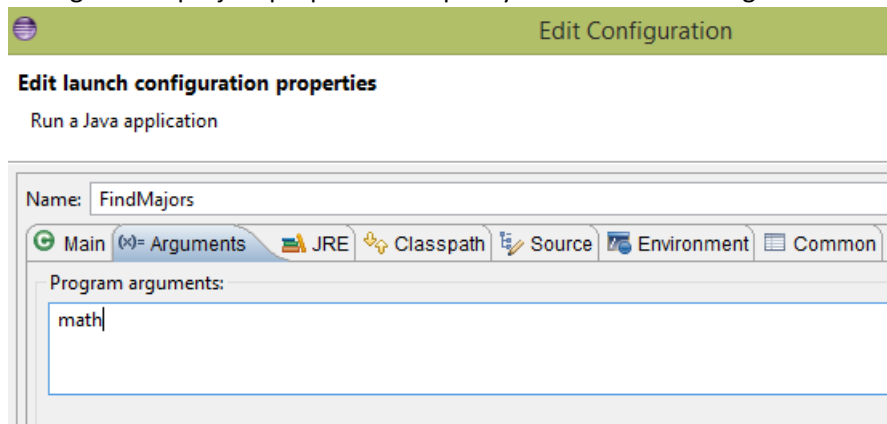 Edit Configuration
Edit launch configuration properties
Run a Java application
Name: FindMajors
Main (x)= Arguments JRE Classpath Source Environment Common
Program arguments:
math